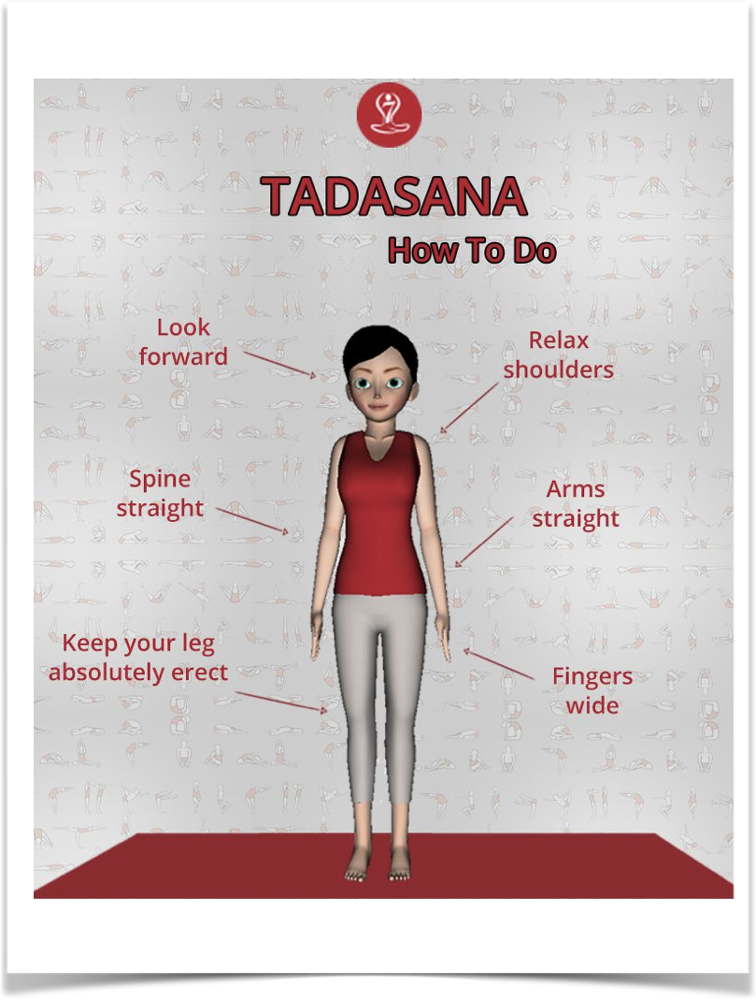 TADASANA
How To Do
Look
forward
Relax
shoulders
Spine
straight
Arms
straight
Keep your leg
absolutely erect
Fingers
wide